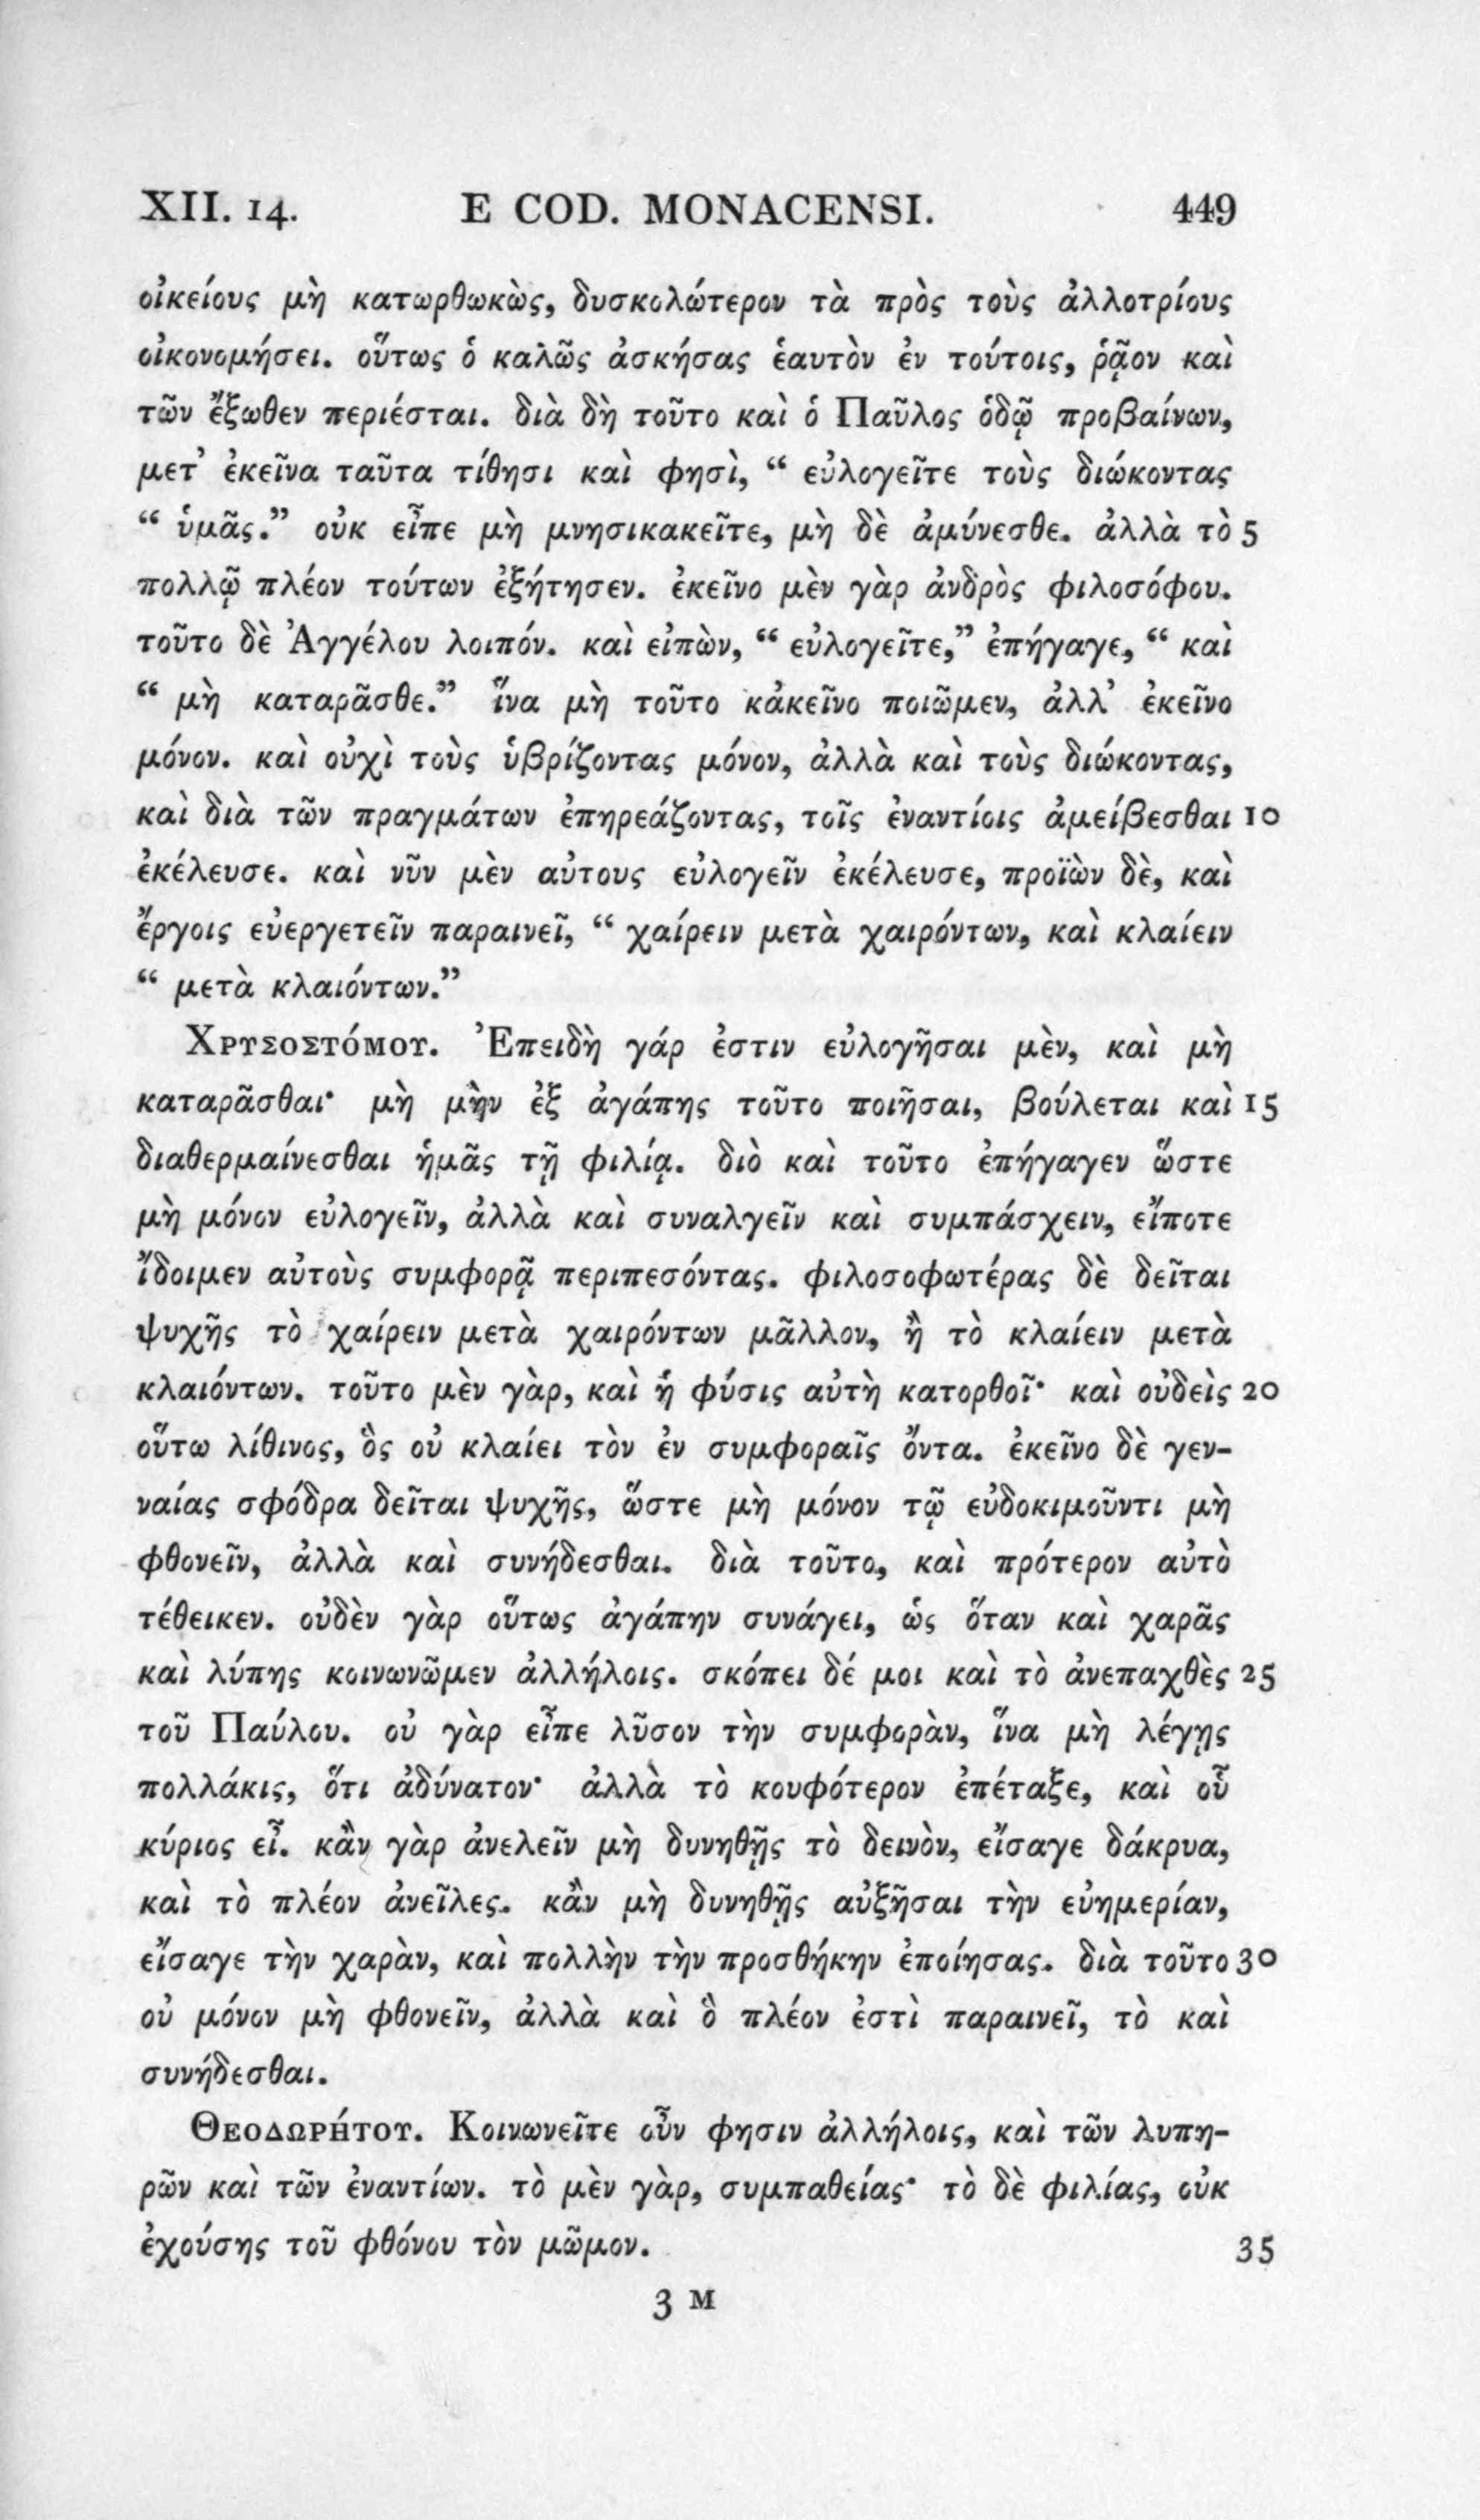 XII. 14. E COD. MONACENSI. 449
οἰκείους μὴ κατωρθωκὼς, δυσκολώτερον τὰ πρὸς τοὺς ἀλλοτρίους
οἰκονομήσει. οὕτως ὁ καλῶς ἀσκήσας ἑαυτὸν ἐν τούτοις, ῥᾷον καὶ
τῶν ἔξωθεν περιέσται. διὰ δὴ τοῦτο καὶ ὁ Παῦλος ὁδῷ προβαίνων,
μετ᾽ ἐκεῖνα ταῦτα τίθησι καὶ φησὶ, “ εὐλογεῖτε τοὺς διώκοντας
“ ὑμᾶς.” οὐκ εἶπε μὴ μνησικακεῖτε, μὴ δὲ ἀμύνεσθε. ἀλλὰ τὸ 5
πολλῷ πλέον τούτων ἐξήτησεν. ἐκεῖνο μὲν γὰρ ἀνδρὸς φιλοσόφου.
τοῦτο δὲ Ἀγγέλου λοιπόν. καὶ εἰπὼν, “ εὐλογεῖτε,” ἐπήγαγε, “ καὶ
“ μὴ καταρᾶσθε.” ἵνα μὴ τοῦτο κἀκεῖνο ποιῶμεν, ἀλλ᾽ ἐκεῖνο
μόνον. καὶ οὐχὶ τοὺς ὑβρίζοντας μόνον, ἀλλὰ καὶ τοὺς διώκοντας,
καὶ διὰ τῶν πραγμάτων ἐπηρεάζοντας, τοῖς ἐναντίοις ἀμείβεσθαι 10
ἐκέλευσε. καὶ νῦν μὲν αὐτους εὐλογεῖν ἐκέλευσε, προϊὼν δὲ, καὶ
ἔργοις εὐεργετεῖν παραινεῖ, “ χαίρειν μετὰ χαιρόντων, καὶ κλαίειν
“ μετὰ κλαιόντων.”
Χρυσοστόμου. Ἐπειδὴ γάρ ἐστιν εὐλογῆσαι μὲν, καὶ μὴ
καταρᾶσθαι· μὴ μὴν ἐξ ἀγάπης τοῦτο ποιῆσαι, βούλεται καὶ 15
διαθερμαίνεσθαι ἡμᾶς τῇ φιλίᾳ. διὸ καὶ τοῦτο ἐπήγαγεν ὥστε
μὴ μόνον εὐλογεῖν, ἀλλὰ καὶ συναλγεῖν καὶ συμπάσχειν, εἴποτε
ἴδοιμεν αὐτοὺς συμφορᾷ περιπεσόντας. φιλοσοφωτέρας δὲ δεῖται
ψυχῆς τὸ χαίρειν μετὰ χαιρόντων μᾶλλον, ἢ τὸ κλαίειν μετὰ
κλαιόντων. τοῦτο μὲν γὰρ, καὶ ἡ φύσις αὐτὴ κατορθοῖ· καὶ οὐδεὶς 20
οὕτω λίθινος, ὃς οὐ κλαίει τὸν ἐν συμφοραῖς ὄντα. ἐκεῖνο δὲ γεν-
ναίας σφόδρα δεῖται ψυχῆς, ὥστε μὴ μόνον τῷ εὐδοκιμοῦντι μὴ
φθονεῖν, ἀλλὰ καὶ συνήδεσθαι. διὰ τοῦτο, καὶ πρότερον αὐτὸ
τέθεικεν. οὐδὲν γὰρ οὕτως ἀγάπην συνάγει, ὡς ὅταν καὶ χαρᾶς
καὶ λύπης κοινωνῶμεν ἀλλήλοις. σκόπει δέ μοι καὶ τὸ ἀνεπαχθὲς 25
τοῦ Παύλου. οὐ γὰρ εἶπε λῦσον τὴν συμφορὰν, ἵνα μὴ λέγῃς
πολλάκις, ὅτι ἀδύνατον· ἀλλὰ τὸ κουφότερον ἐπέταξε, καὶ οὗ
κύριος εἶ. κἂν γὰρ ἀνελεῖν μὴ δυνηθῇς τὸ δεινὸν, εἴσαγε δάκρυα,
καὶ τὸ πλέον ἀνεῖλες. κἂν μὴ δυνηθῇς αὐξῆσαι τὴν εὐημερίαν,
εἴσαγε τὴν χαρὰν, καὶ πολλὴν τὴν προσθήκην ἐποίησας. διὰ τοῦτο 30
οὐ μόνον μὴ φθονεῖν, ἀλλὰ καὶ ὃ πλέον ἐστὶ παραινεῖ, τὸ καὶ
συνήδεσθαι.
Θεοδωρήτου. Κοινωνεῖτε οὖν φησιν ἀλλήλοις, καὶ τῶν λυπη-
ρῶν καὶ τῶν ἐναντίων. τὸ μὲν γὰρ, συμπαθείας· τὸ δὲ φιλίας, οὐκ
ἐχούσης τοῦ φθόνου τὸν μῶμον. 35
3 M